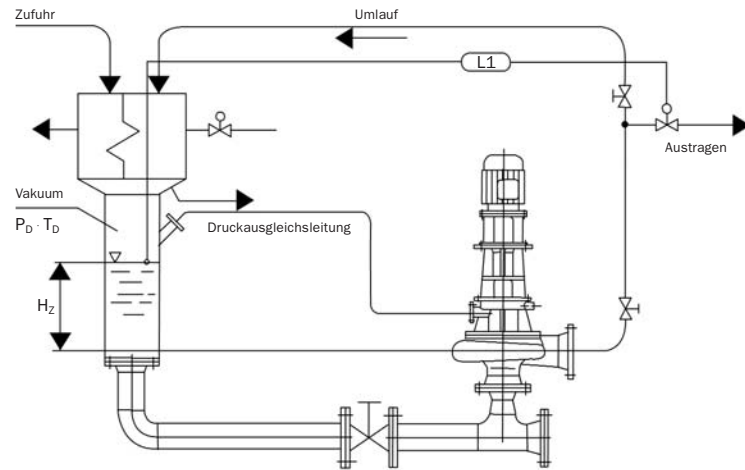 Zufuhr
Umlauf
L1
Austragen
Vakuum
P_D · T_D
Druckausgleichsleitung
H_Z